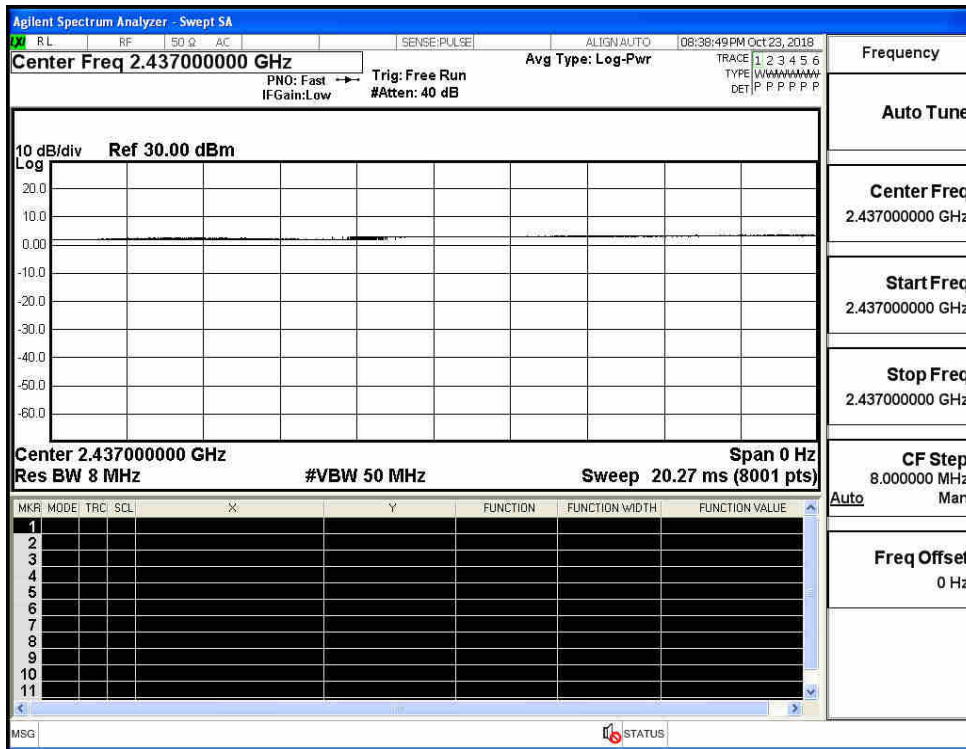 Agilent Spectrum Analyzer - Swept SA
LXI RL RF 50 Ω AC SENSE:PULSE ALIGN AUTO 08:38:49 PM Oct 23, 2018
Center Freq 2.437000000 GHz
PNO: Fast
IFGain:Low
Trig: Free Run
#Atten: 40 dB
Avg Type: Log-Pwr
TRACE 1 2 3 4 5 6
TYPE WWWWWW
DET P P P P P P
10 dB/div Ref 30.00 dBm
Log
20.0
10.0
0.00
-10.0
-20.0
-30.0
-40.0
-50.0
-60.0
Center 2.437000000 GHz Span 0 Hz
Res BW 8 MHz #VBW 50 MHz Sweep 20.27 ms (8001 pts)
MKR MODE TRC SCL X Y FUNCTION FUNCTION WIDTH FUNCTION VALUE
1
2
3
4
5
6
7
8
9
10
11
MSG STATUS
Frequency
Auto Tune
Center Freq
2.437000000 GHz
Start Freq
2.437000000 GHz
Stop Freq
2.437000000 GHz
CF Step
8.000000 MHz
Auto Man
Freq Offset
0 Hz